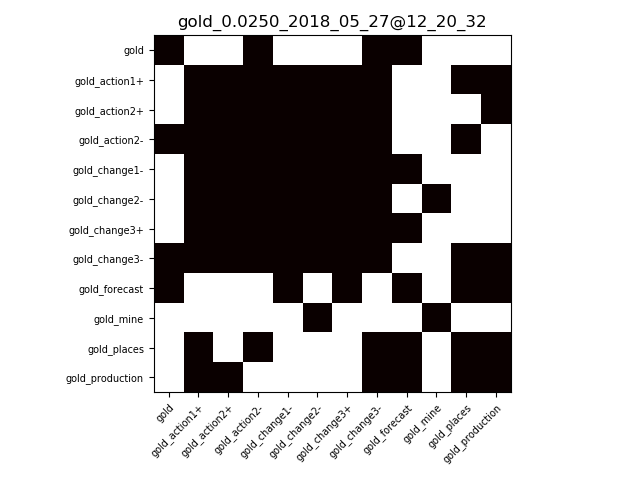 gold_0.0250_2018_05_27@12_20_32
gold
gold_action1+
gold_action2+
gold_action2-
gold_change1-
gold_change2-
gold_change3+
gold_change3-
gold_forecast
gold_mine
gold_places
gold_production
gold
gold_action1+
gold_action2+
gold_action2-
gold_change1-
gold_change2-
gold_change3+
gold_change3-
gold_forecast
gold_mine
gold_places
gold_production